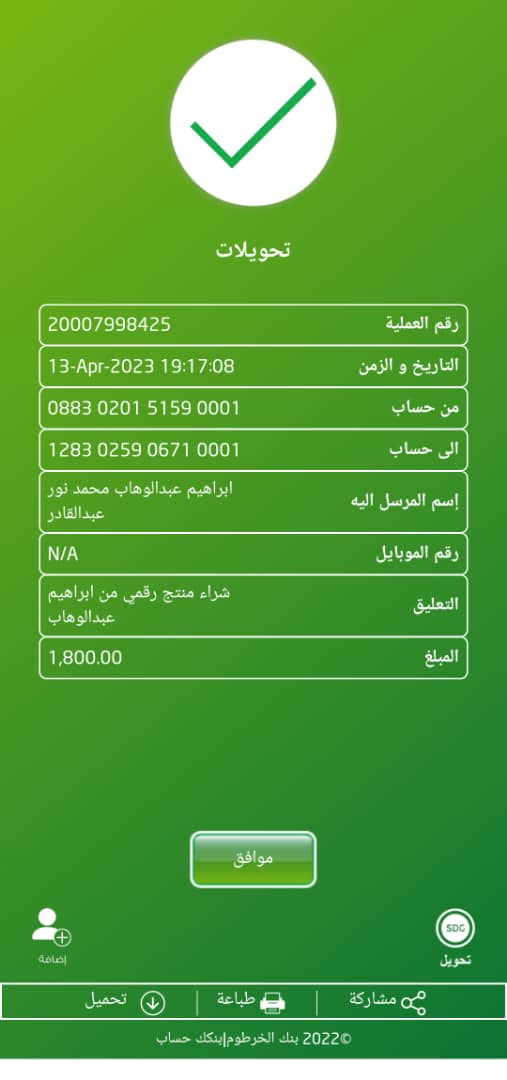 تحويلات
رقم العملية 20007998425
التاريخ و الزمن 13-Apr-2023 19:17:08
من حساب 0883 0201 5159 0001
الى حساب 1283 0259 0671 0001
إسم المرسل اليه ابراهيم عبدالوهاب محمد نور
عبدالقادر
رقم الموبايل N/A
التعليق شراء منتج رقمي من ابراهيم
عبدالوهاب
المبلغ 1,800.00
موافق
SDG
تحويل
إضافة
مشاركة
طباعة
تحميل
©2022 بنك الخرطوم|بنكك حساب